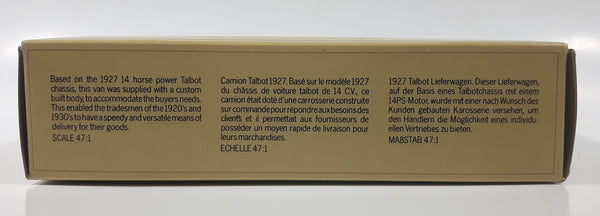 Based on the 1927 14 horse power Talbot
chassis, this van was supplied with a custom
built body, to accommodate the buyers needs.
This enabled the tradesmen of the 1920's and
1930's to have a speedy and versatile means of
delivery for their goods.
SCALE 47:1
Camion Talbot 1927. Basé sur le modèle 1927
du châssis de voiture talbot de 14 C.V., ce
camion était doté d'une carrosserie construite
sur commande pour répondre aux besoins des
clients et il permettait aux fournisseurs de
posséder un moyen rapide de livraison pour
leurs marchandises.
ECHELLE 47:1
1927 Talbot Lieferwagen. Dieser Lieferwagen,
auf der Basis eines Talbotchassis mit einem
14PS-Motor, wurde mit einer nach Wunsch des
Kunden gebauten Karosserie versehen, um
den Händlern die Möglichkeit eines individu-
ellen Vertriebes zu bieten.
MAßSTAB 47:1